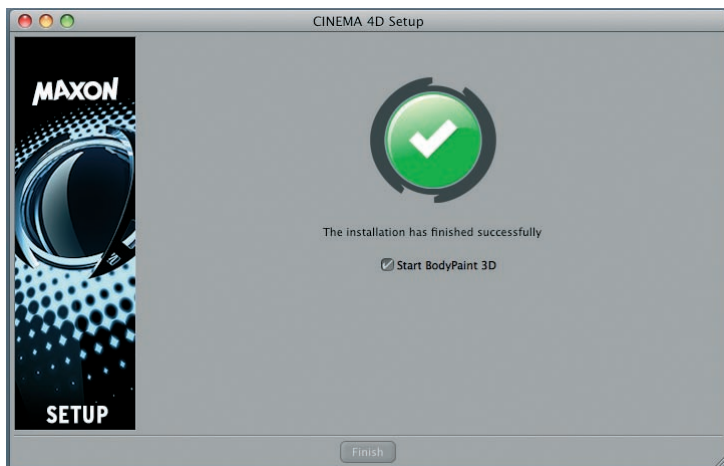 CINEMA 4D Setup
MAXON
The installation has finished successfully
Start BodyPaint 3D
SETUP
Finish